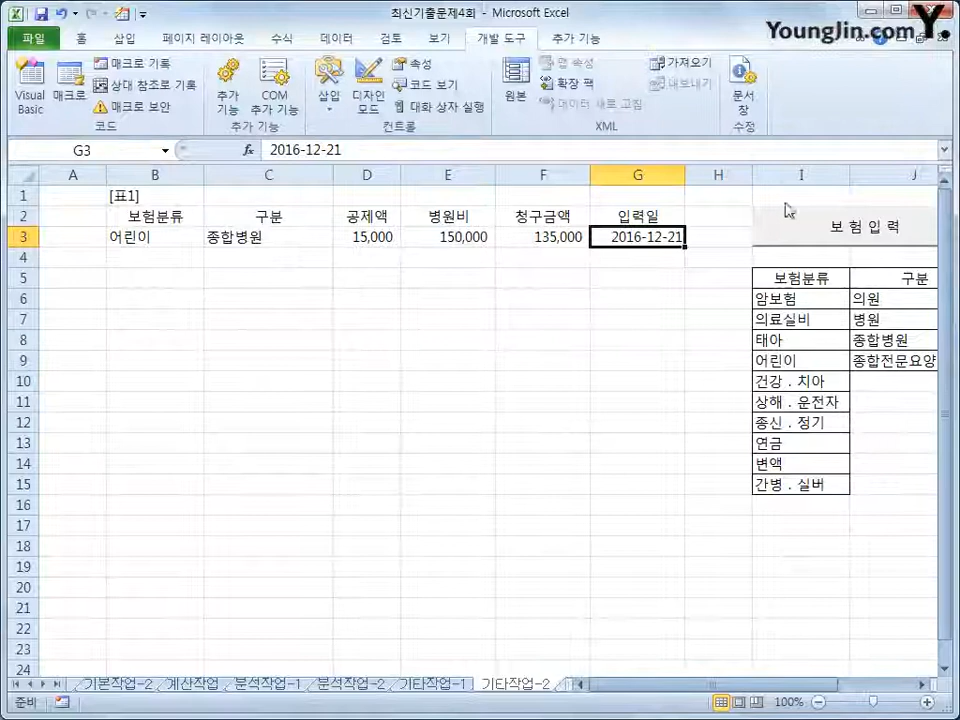 최신기출문제4회 - Microsoft Excel
YoungJin.com Y.
파일 홈 삽입 페이지 레이아웃 수식 데이터 검토 보기 개발 도구 추가 기능
Visual Basic
매크로
매크로 기록
상대 참조로 기록
매크로 보안
코드
추가 기능
COM 추가 기능
추가 기능
삽입
디자인 모드
속성
코드 보기
대화 상자 실행
컨트롤
원본
맵 속성
확장 팩
데이터 새로 고침
가져오기
내보내기
XML
문서 창
수정
G3 fx 2016-12-21
A B C D E F G H I J
1 [표1]
2 보험분류 구분 공제액 병원비 청구금액 입력일
보 험 입 력
3 어린이 종합병원 15,000 150,000 135,000 2016-12-21
4
5 보험분류 구분
6 암보험 의원
7 의료실비 병원
8 태아 종합병원
9 어린이 종합전문요양
10 건강 . 치아
11 상해 . 운전자
12 종신 . 정기
13 연금
14 변액
15 간병 . 실버
16
17
18
19
20
21
22
23
24
기본작업-2 계산작업 분석작업-1 분석작업-2 기타작업-1 기타작업-2
준비 100%